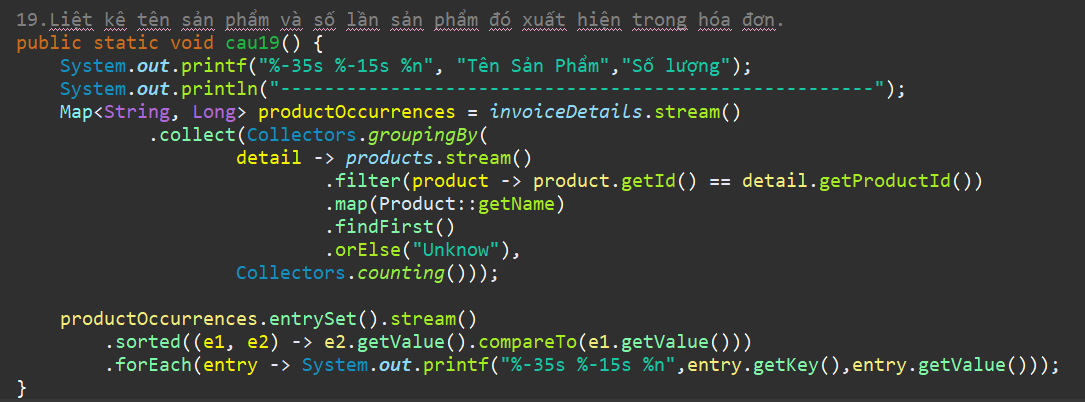 19.Liệt kê tên sản phẩm và số lần sản phẩm đó xuất hiện trong hóa đơn.
public static void cau19() {
    System.out.printf("%-35s %-15s %n", "Tên Sản Phẩm","Số lượng");
    System.out.println("------------------------------------------------------");
    Map<String, Long> productOccurrences = invoiceDetails.stream()
            .collect(Collectors.groupingBy(
                    detail -> products.stream()
                            .filter(product -> product.getId() == detail.getProductId())
                            .map(Product::getName)
                            .findFirst()
                            .orElse("Unknow"),
                    Collectors.counting()));

    productOccurrences.entrySet().stream()
        .sorted((e1, e2) -> e2.getValue().compareTo(e1.getValue()))
        .forEach(entry -> System.out.printf("%-35s %-15s %n",entry.getKey(),entry.getValue()));
}